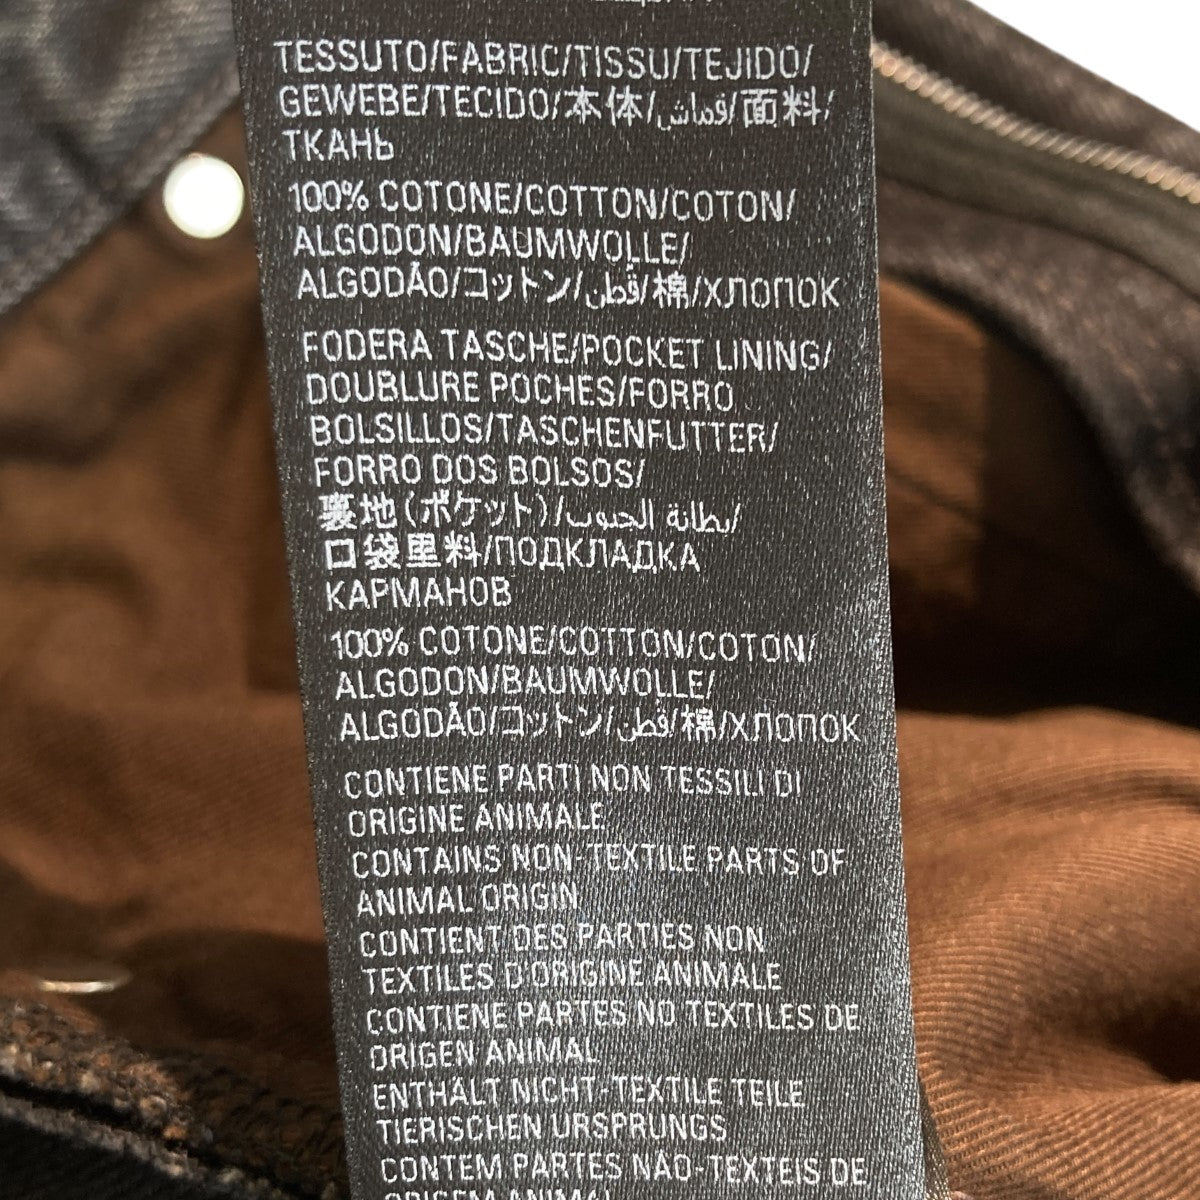 TESSUTO/FABRIC/TISSU/TEJIDO/
GEWEBE/TECIDO/本体/قماش/面料/
ТКАНЬ
100% COTONE/COTTON/COTON/
ALGODON/BAUMWOLLE/
ALGODÃO/コットン/قطن/棉/ХЛОПОК
FODERA TASCHE/POCKET LINING/
DOUBLURE POCHES/FORRO
BOLSILLOS/TASCHENFUTTER/
FORRO DOS BOLSOS/
裏地(ポケット)/بطانة الجيوب/
口袋里料/ПОДКЛАДКА
КАРМАНОВ
100% COTONE/COTTON/COTON/
ALGODON/BAUMWOLLE/
ALGODÃO/コットン/قطن/棉/ХЛОПОК
CONTIENE PARTI NON TESSILI DI
ORIGINE ANIMALE
CONTAINS NON-TEXTILE PARTS OF
ANIMAL ORIGIN
CONTIENT DES PARTIES NON
TEXTILES D'ORIGINE ANIMALE
CONTIENE PARTES NO TEXTILES DE
ORIGEN ANIMAL
ENTHÄLT NICHT-TEXTILE TEILE
TIERISCHEN URSPRUNGS
CONTEM PARTES NÃO-TEXTEIS DE
ORIGEM ANIMAL